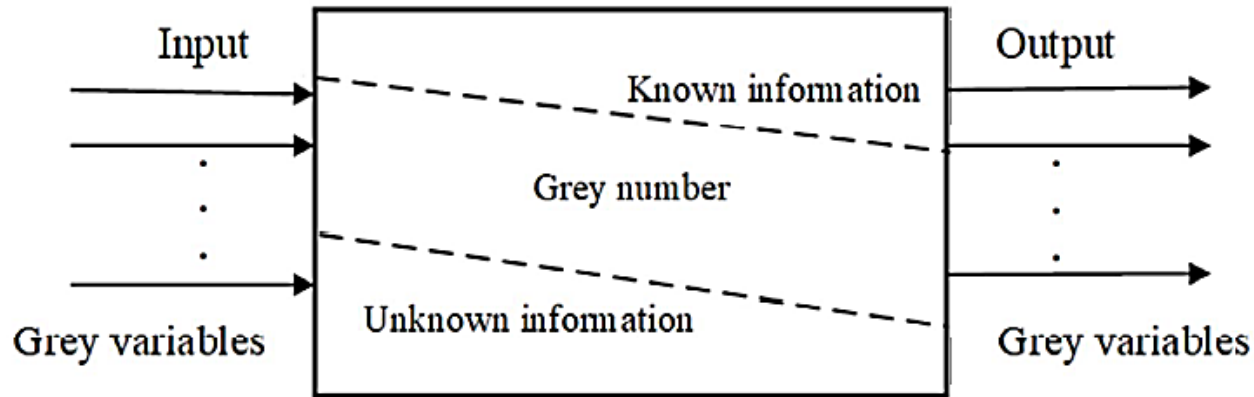 Input
Output
Known information
Grey number
Unknown information
Grey variables
Grey variables